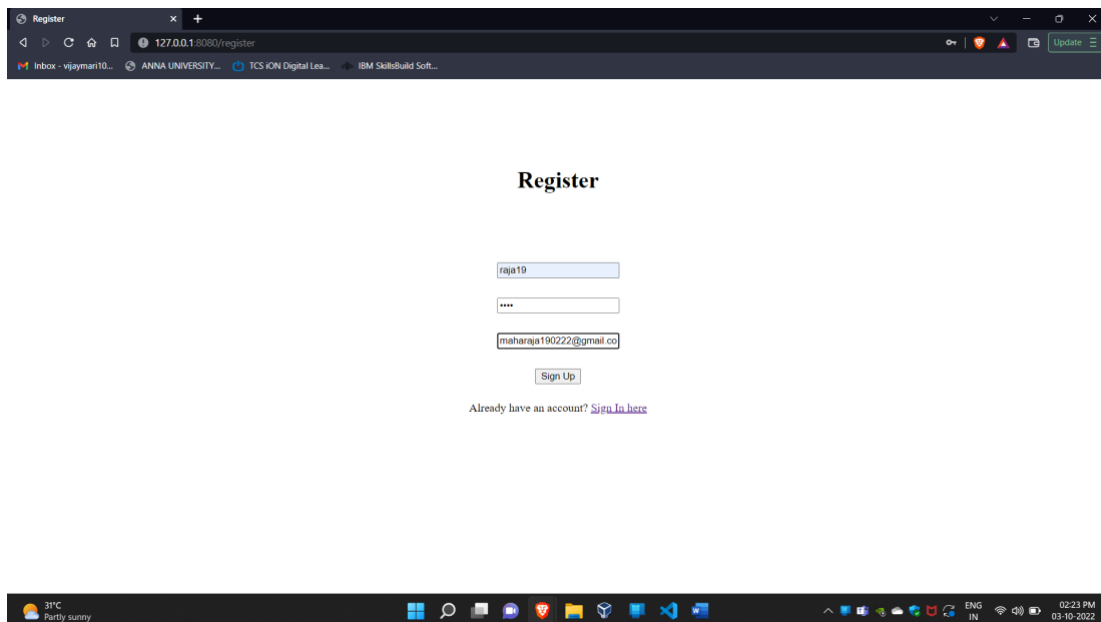 Register
127.0.0.1:8080/register
Update
Inbox - vijaymari10...
ANNA UNIVERSITY...
TCS iON Digital Lea...
IBM SkillsBuild Soft...
Register
raja19
••••
maharaja190222@gmail.co
Sign Up
Already have an account? Sign In here
31°C
Partly sunny
ENG
IN
02:23 PM
03-10-2022